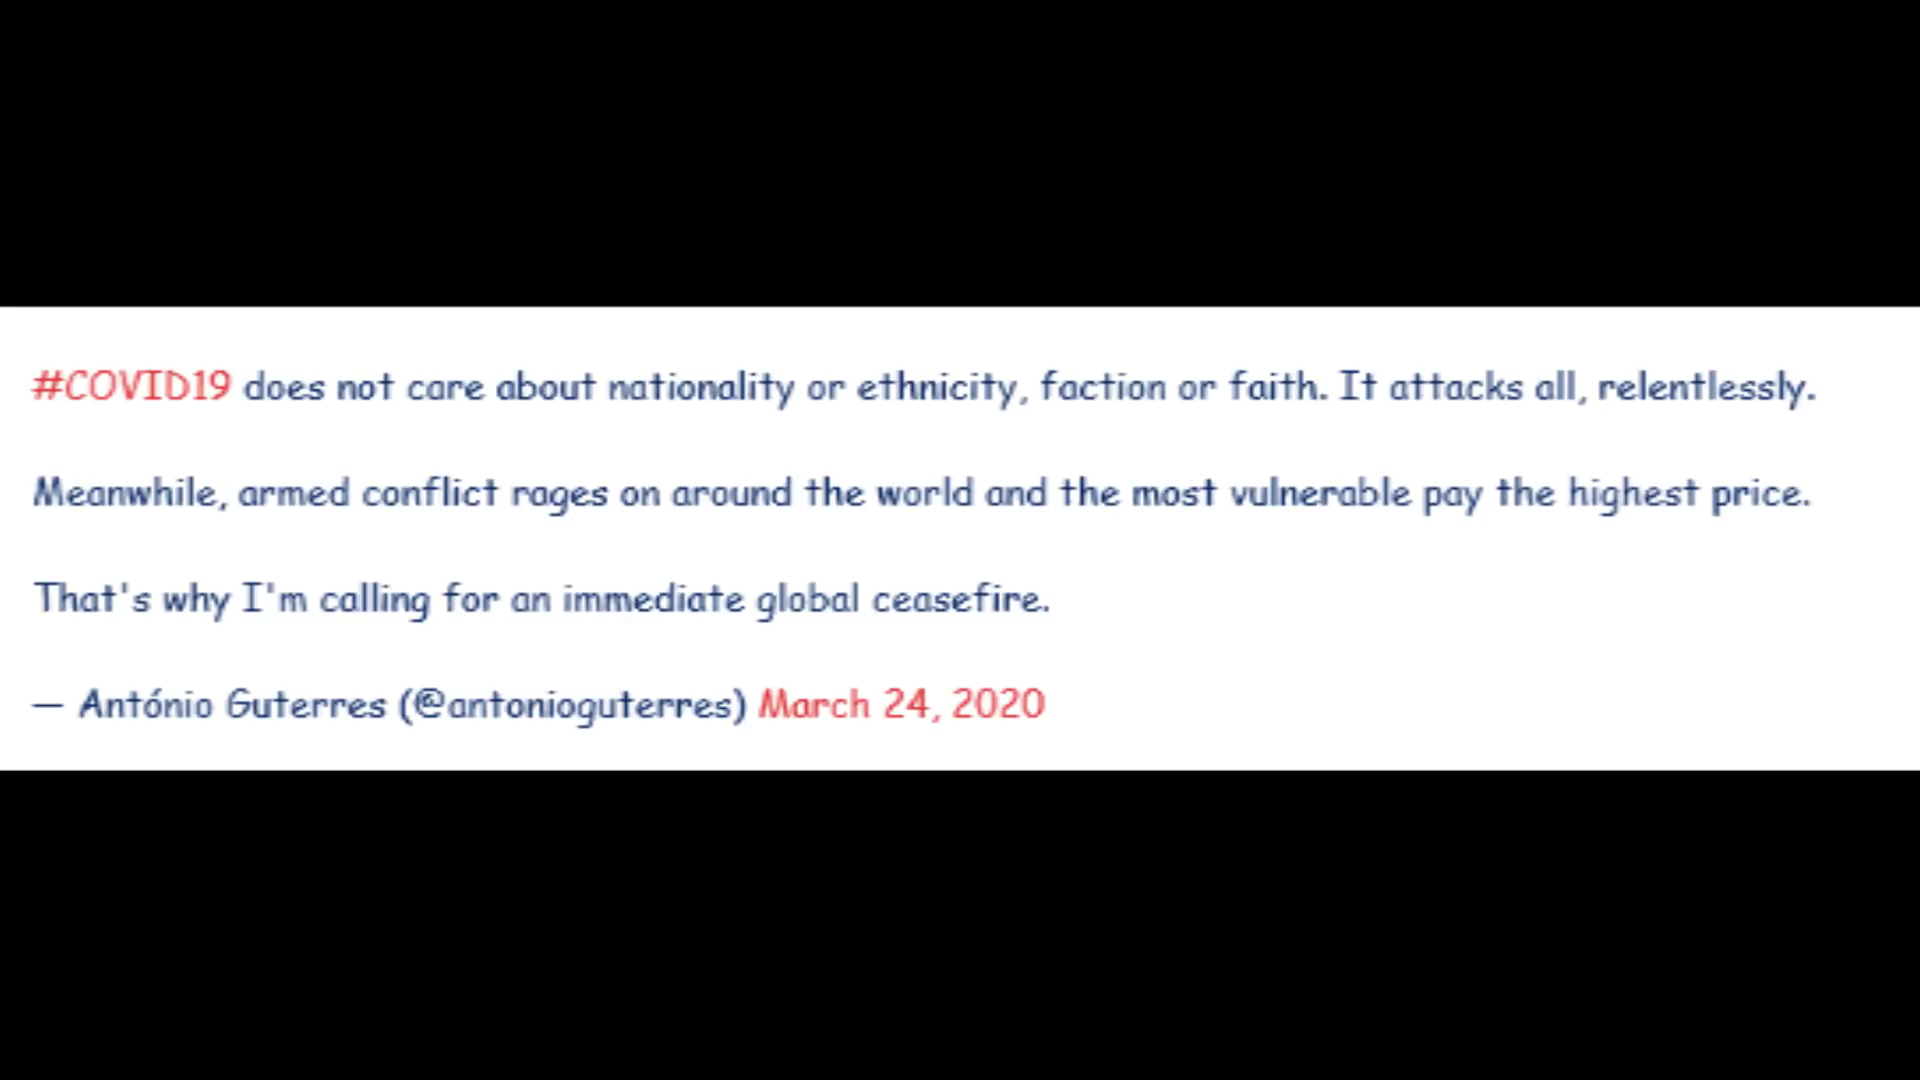 #COVID19 does not care about nationality or ethnicity, faction or faith. It attacks all, relentlessly.
Meanwhile, armed conflict rages on around the world and the most vulnerable pay the highest price.
That's why I'm calling for an immediate global ceasefire.
— António Guterres (@antonioguterres) March 24, 2020